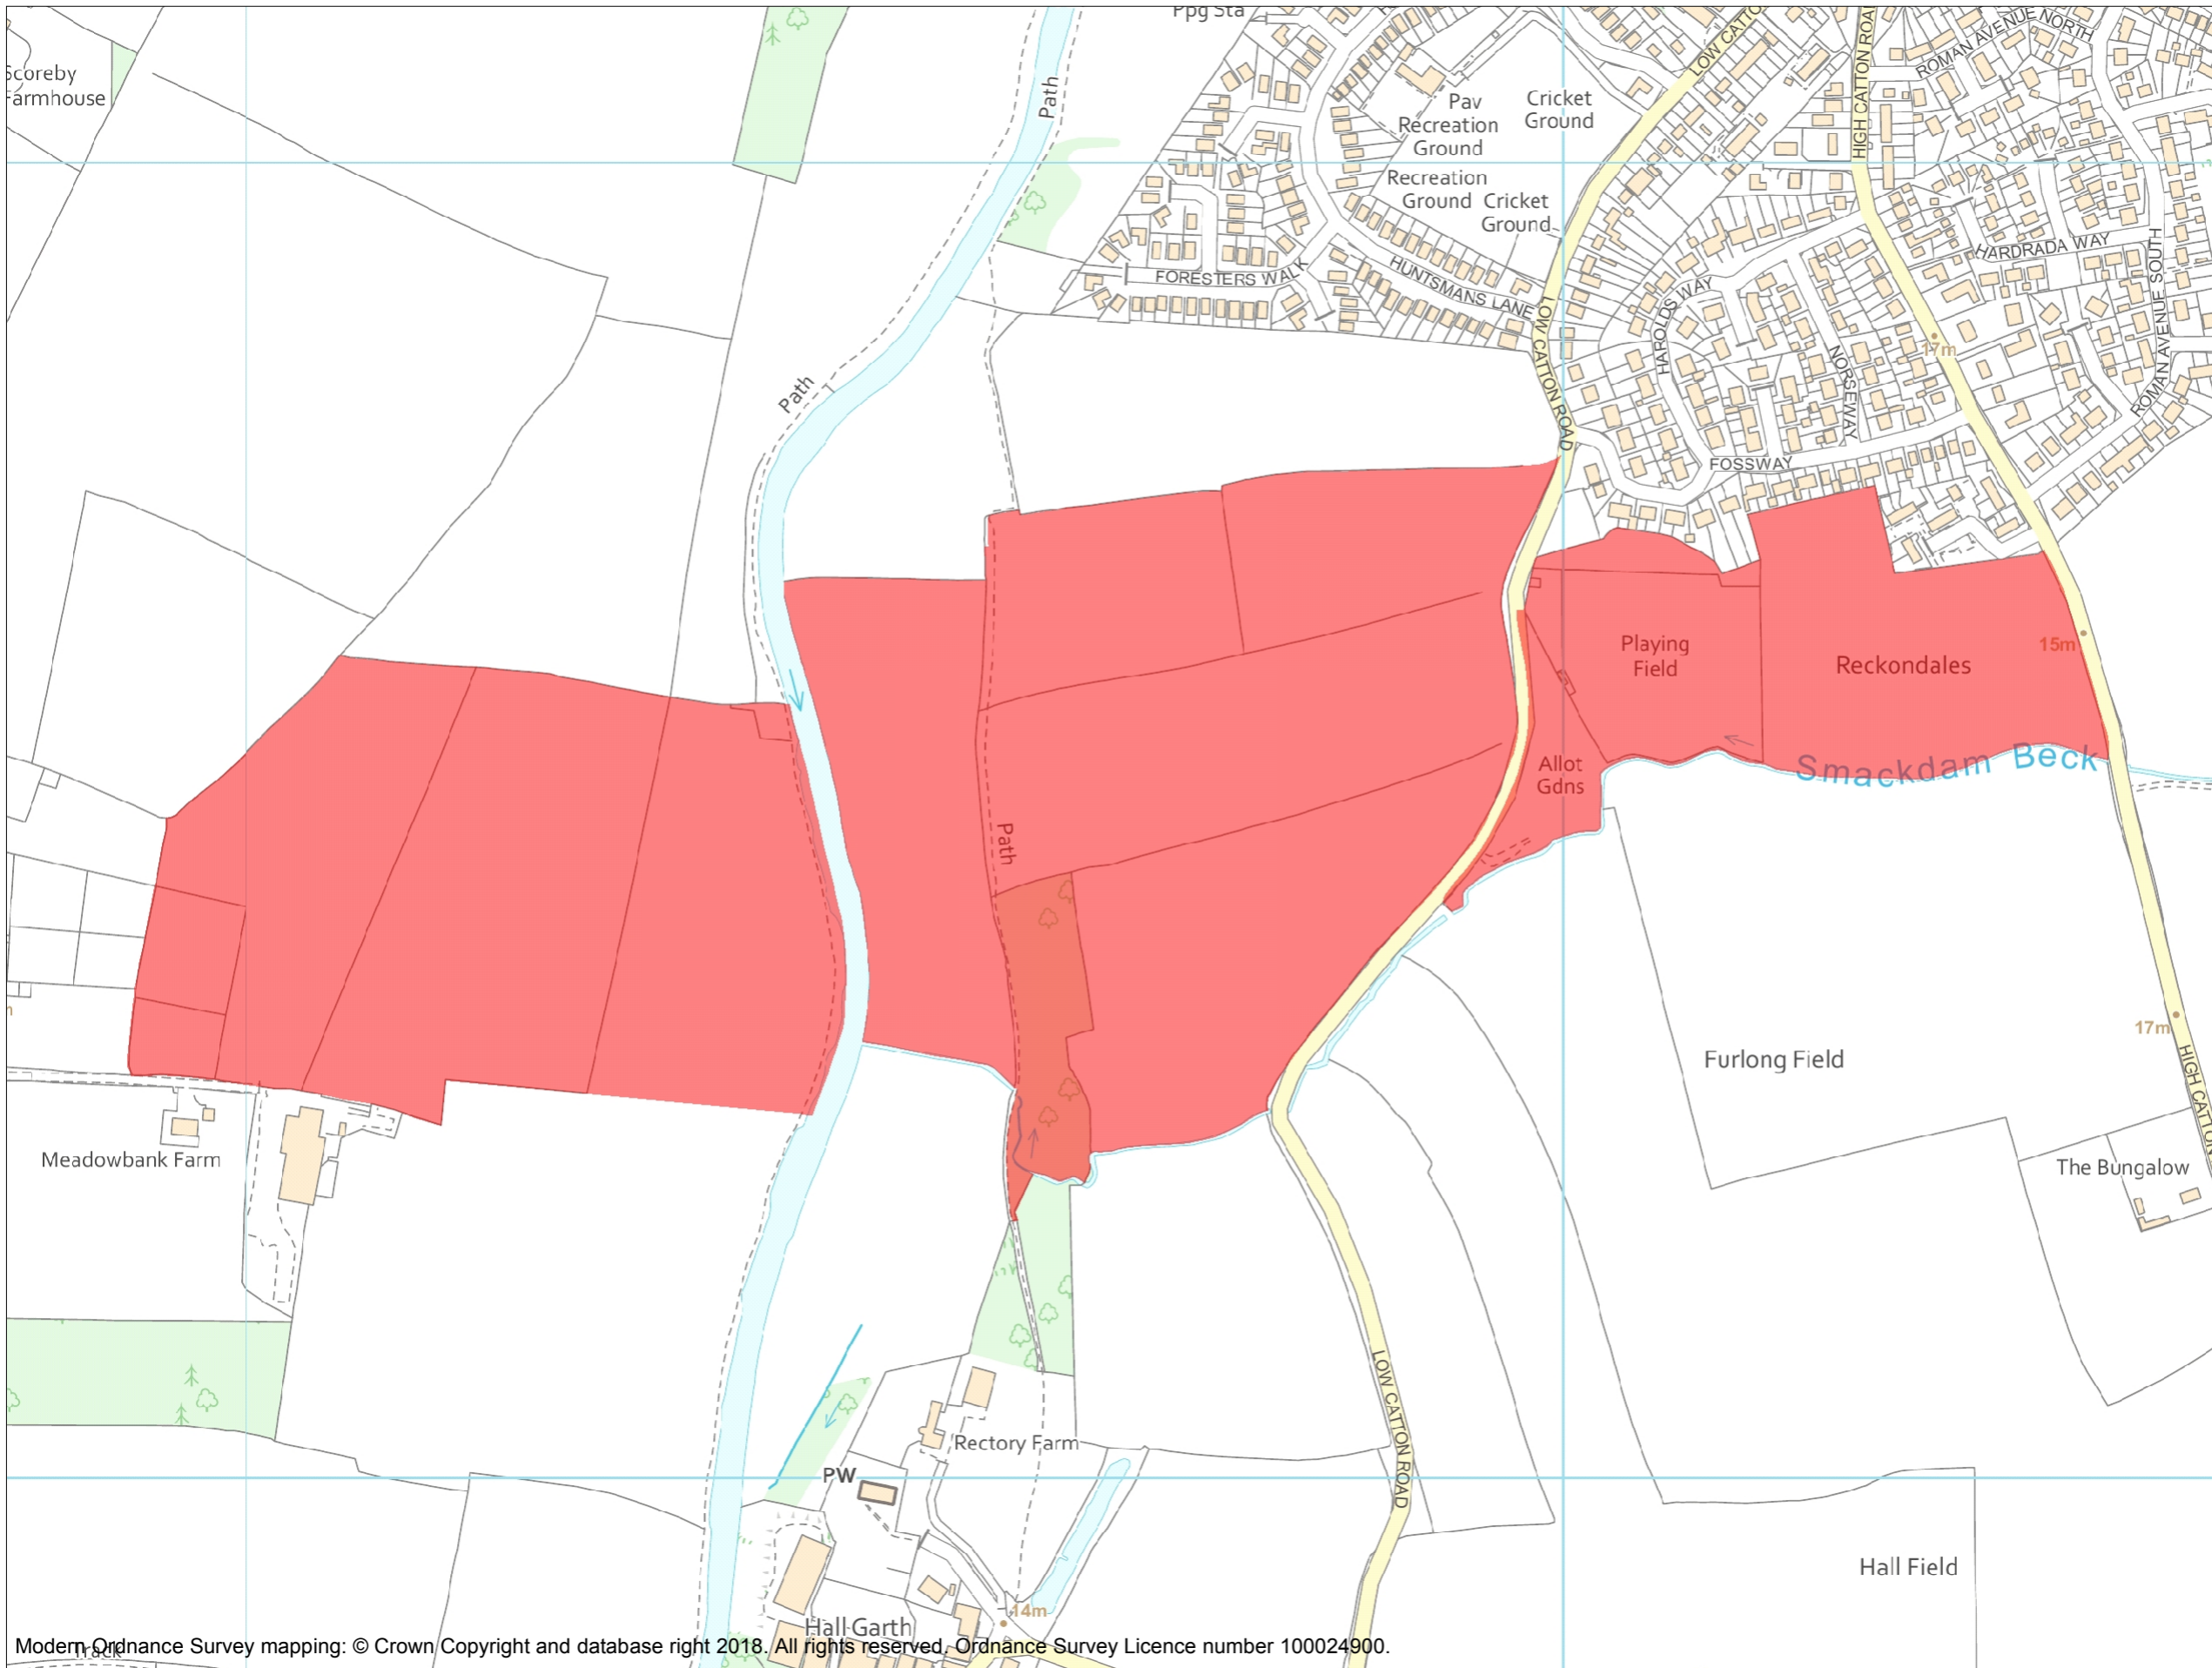 Ppg Sta
LOW CATTO
HIGH CATTON ROAD
ROMAN AVENUE NORTH
Scoreby
Farmhouse
Path
Pav
Recreation
Ground
Cricket
Ground
Recreation
Ground
Cricket
Ground
FORESTERS WALK
HUNTSMANS LANE
HAROLDS WAY
HARDRADA WAY
ROMAN AVENUE SOUTH
LOW CATTON ROAD
NORSEWAY
17m
Path
FOSSWAY
Playing
Field
Reckondales
15m
Allot
Gdns
Smackdam Beck
Path
17m
HIGH CATTON
Furlong Field
Meadowbank Farm
The Bungalow
LOW CATTON ROAD
Rectory Farm
PW
Hall Field
14m
Hall Garth
Track
Modern Ordnance Survey mapping: © Crown Copyright and database right 2018. All rights reserved. Ordnance Survey Licence number 100024900.